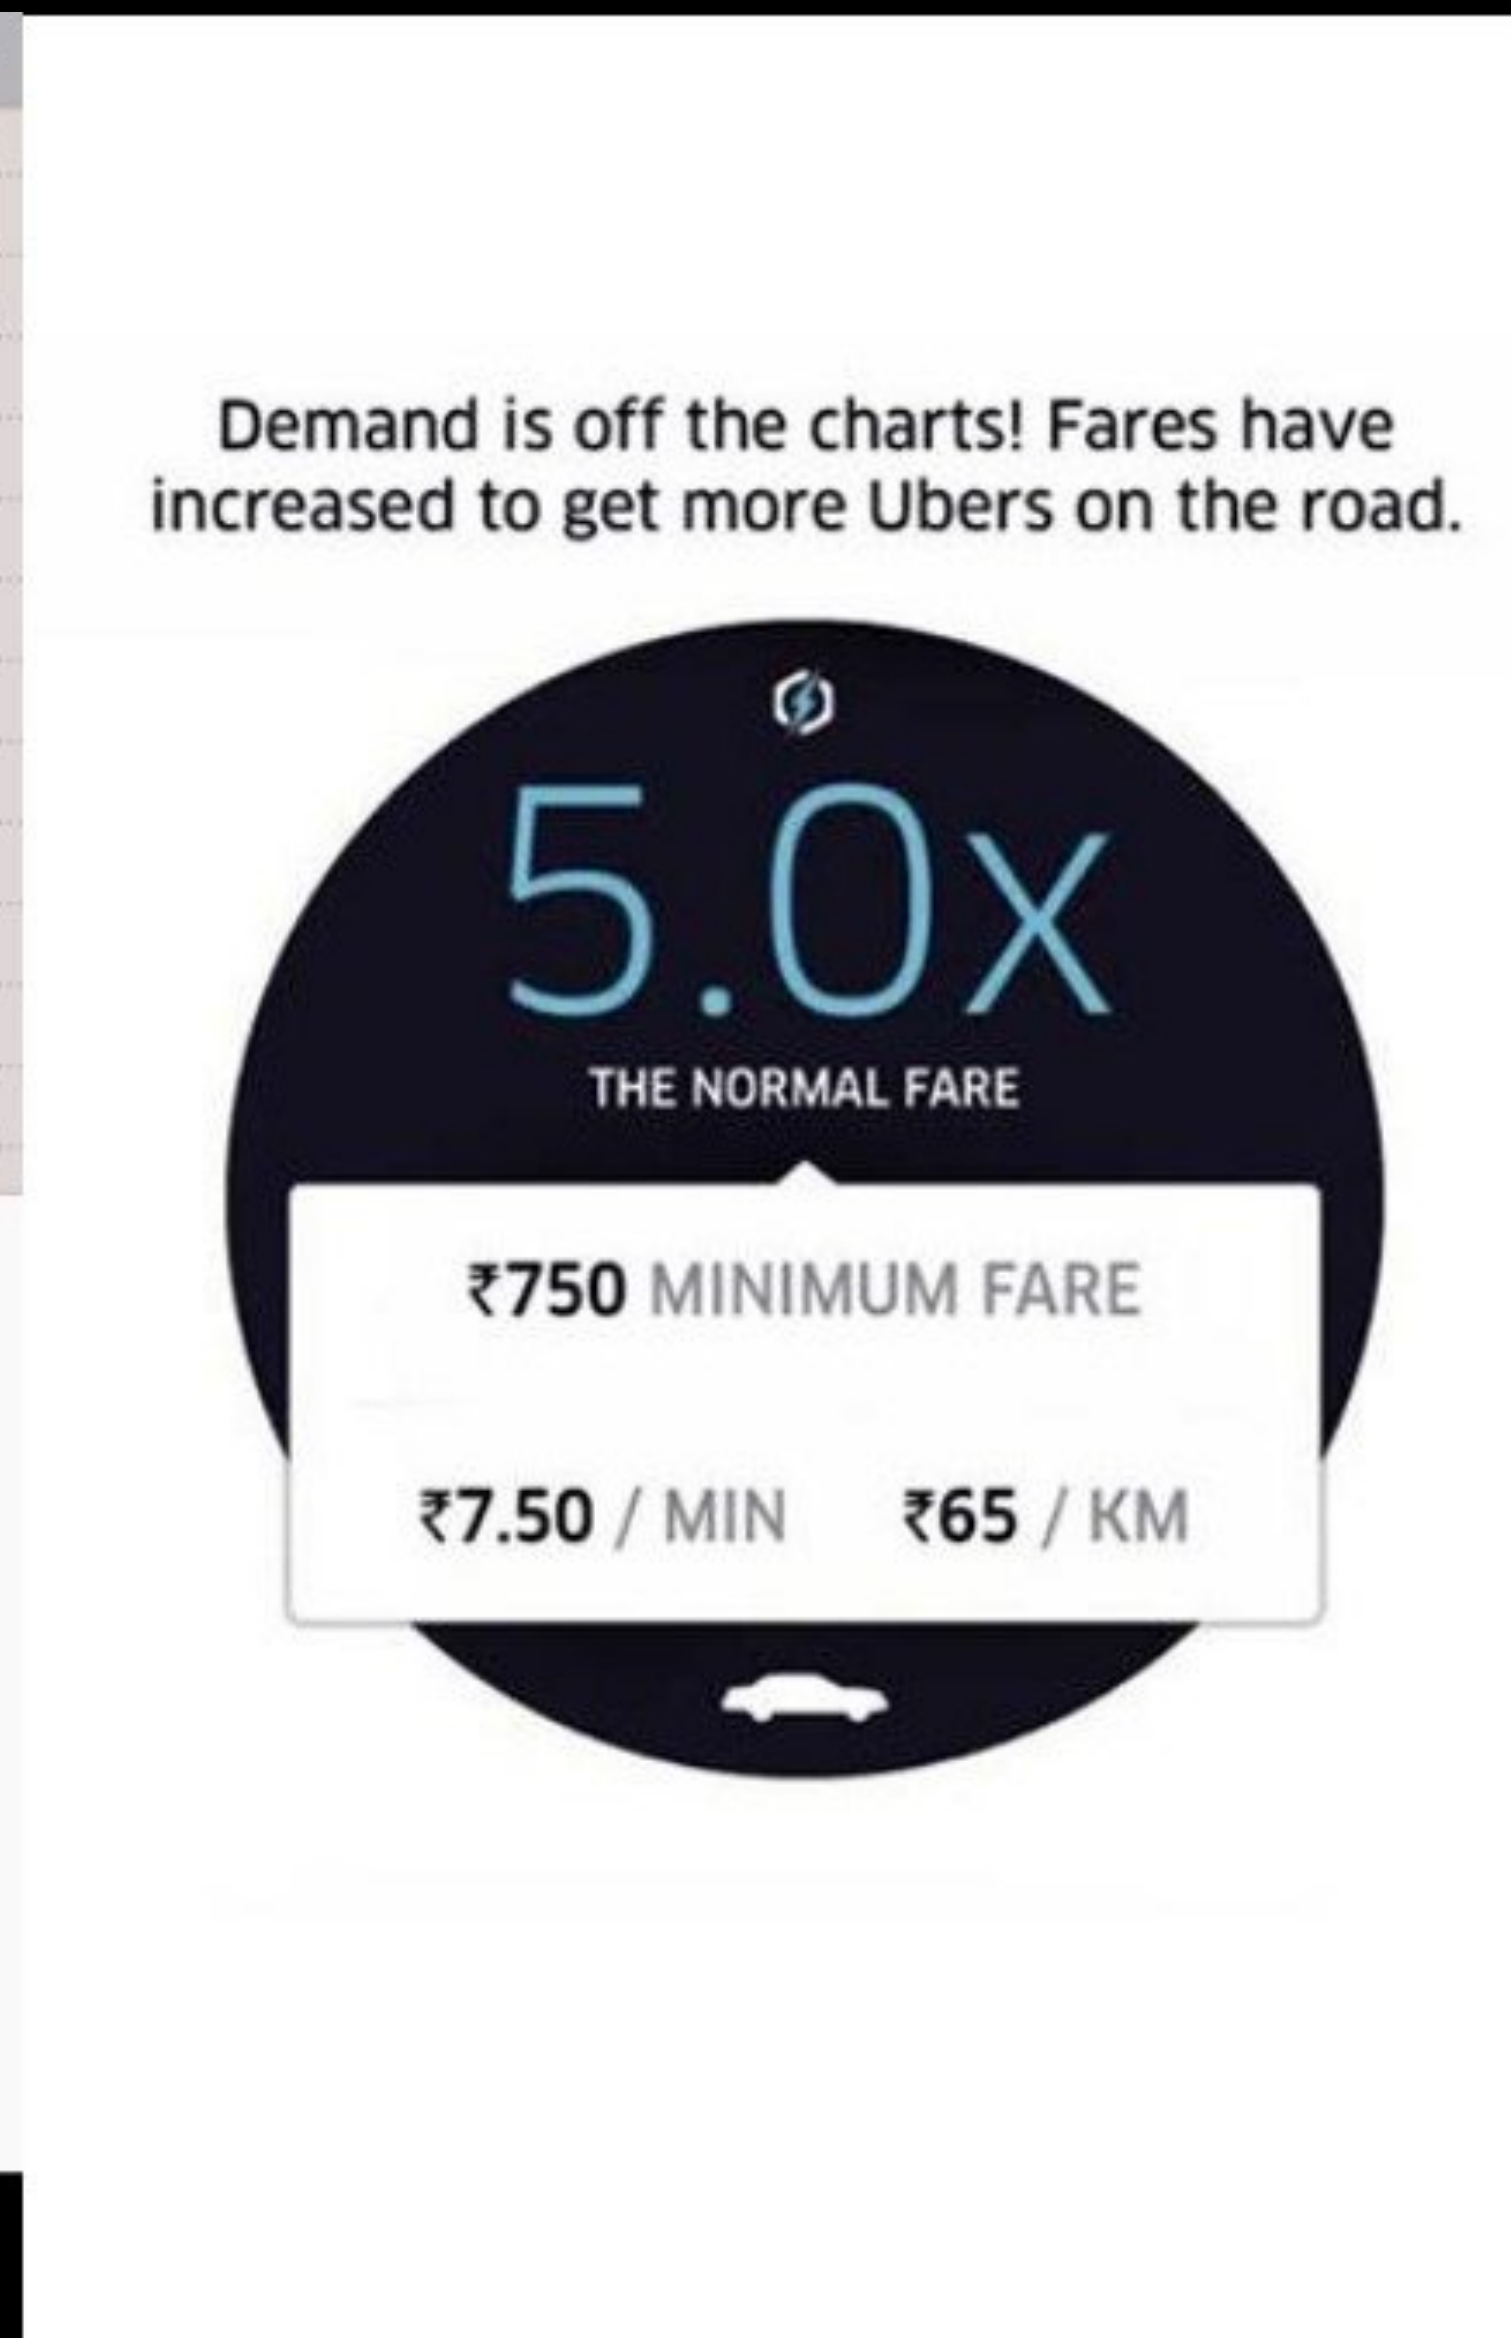 Demand is off the charts! Fares have
increased to get more Ubers on the road.
5.0x
THE NORMAL FARE
₹750 MINIMUM FARE
₹7.50 / MIN ₹65 / KM